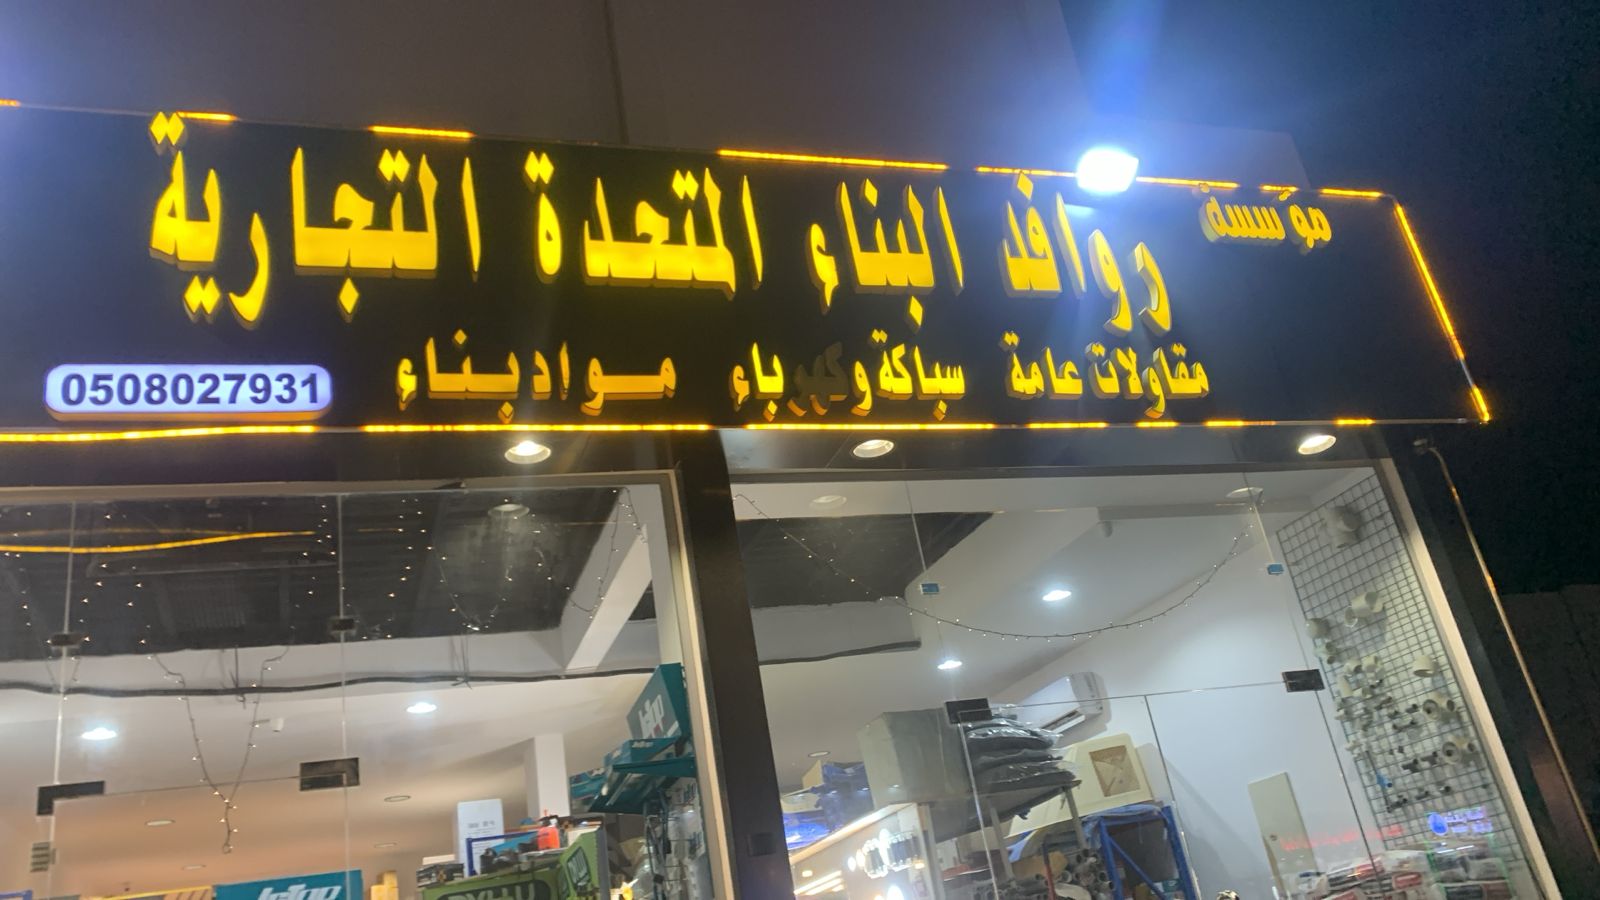 مؤسسة
روافد البناء المتحدة التجارية
مقاولات عامة سباكة وكهرباء مواد بناء
0508027931